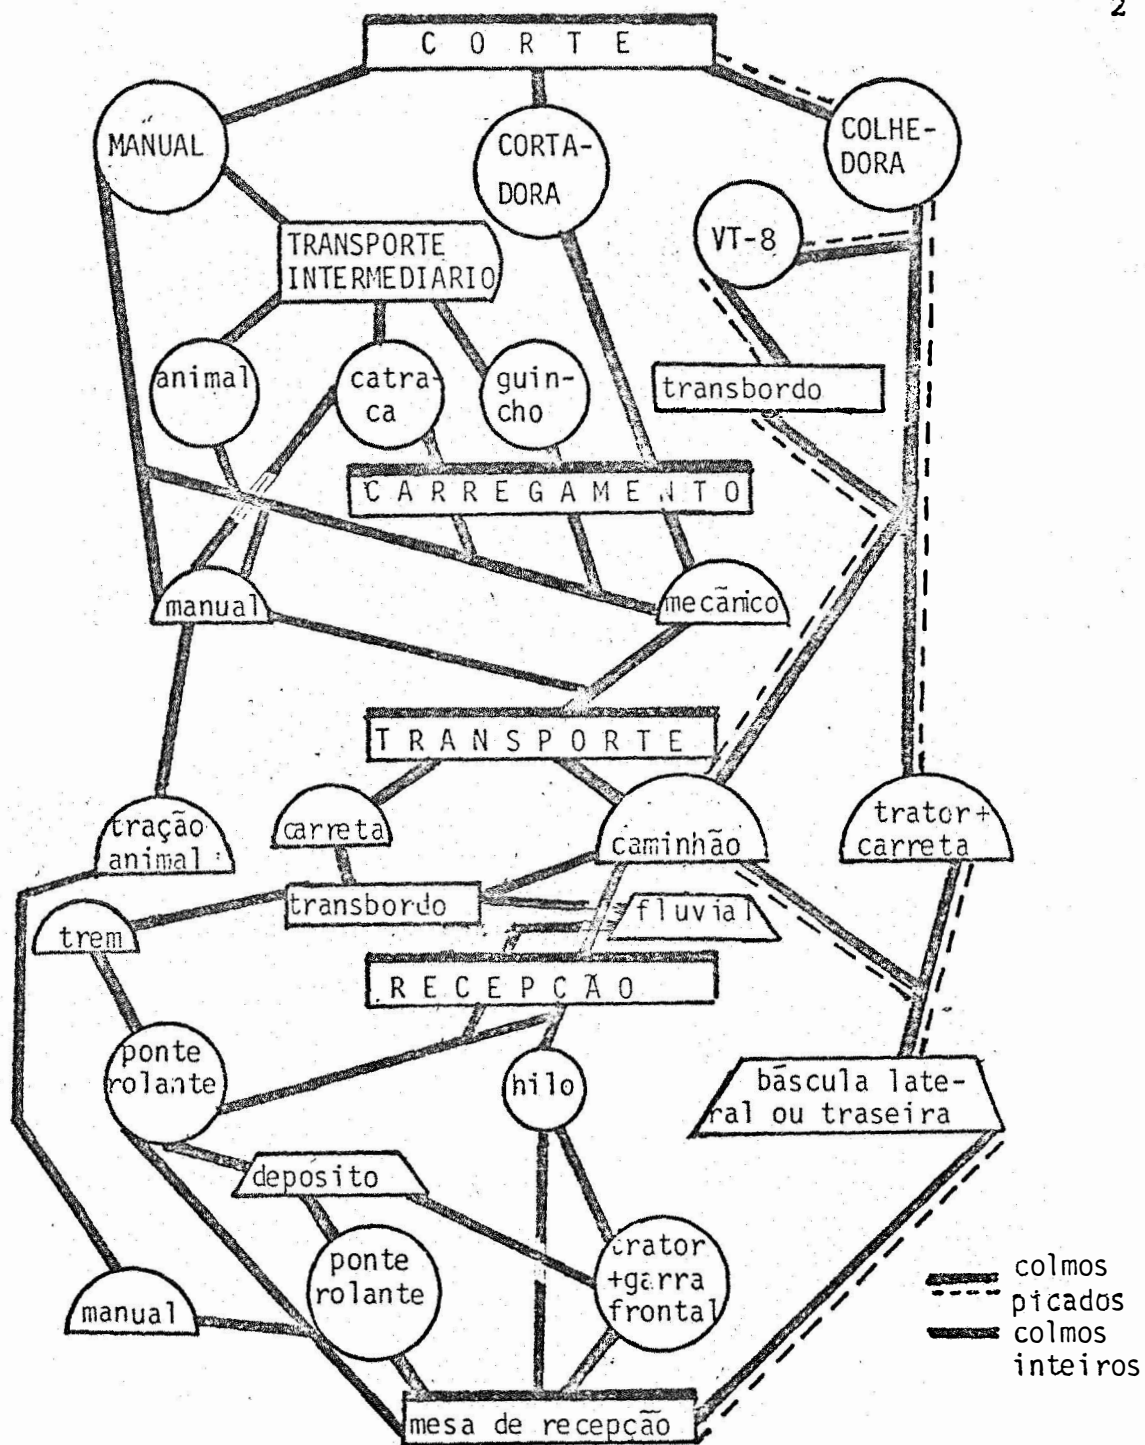 2
C O R T E
MANUAL
CORTA-
DORA
COLHE-
DORA
VT-8
TRANSPORTE
INTERMEDIARIO
animal
catra-
ca
guin-
cho
transbordo
C A R R E G A M E N T O
manual
mecânico
T R A N S P O R T E
tração
animal
carreta
caminhão
trator+
carreta
transbordo
fluvial
trem
R E C E P C Ã O
ponte
rolante
hilo
báscula late-
ral ou traseira
depósito
ponte
rolante
trator
+garra
frontal
manual
colmos
picados
colmos
inteiros
mesa de recepção